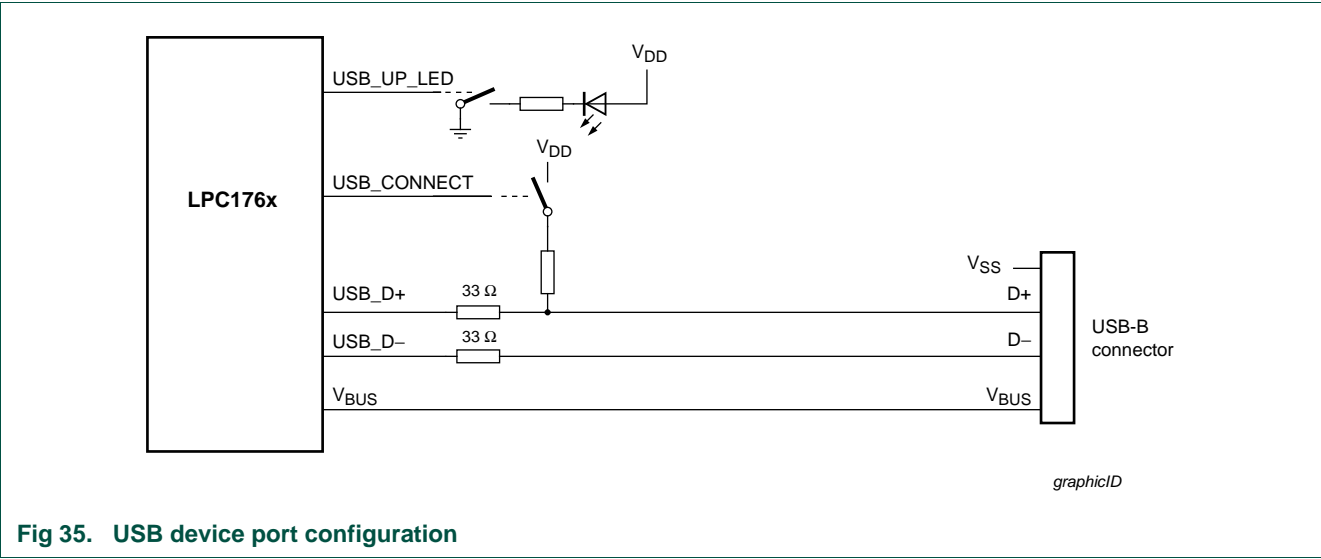 V_DD
USB_UP_LED
V_DD
USB_CONNECT
LPC176x
V_SS
USB_D+ 33 Ω D+
USB_D− 33 Ω D−
USB-B
connector
V_BUS V_BUS
graphicID
Fig 35. USB device port configuration